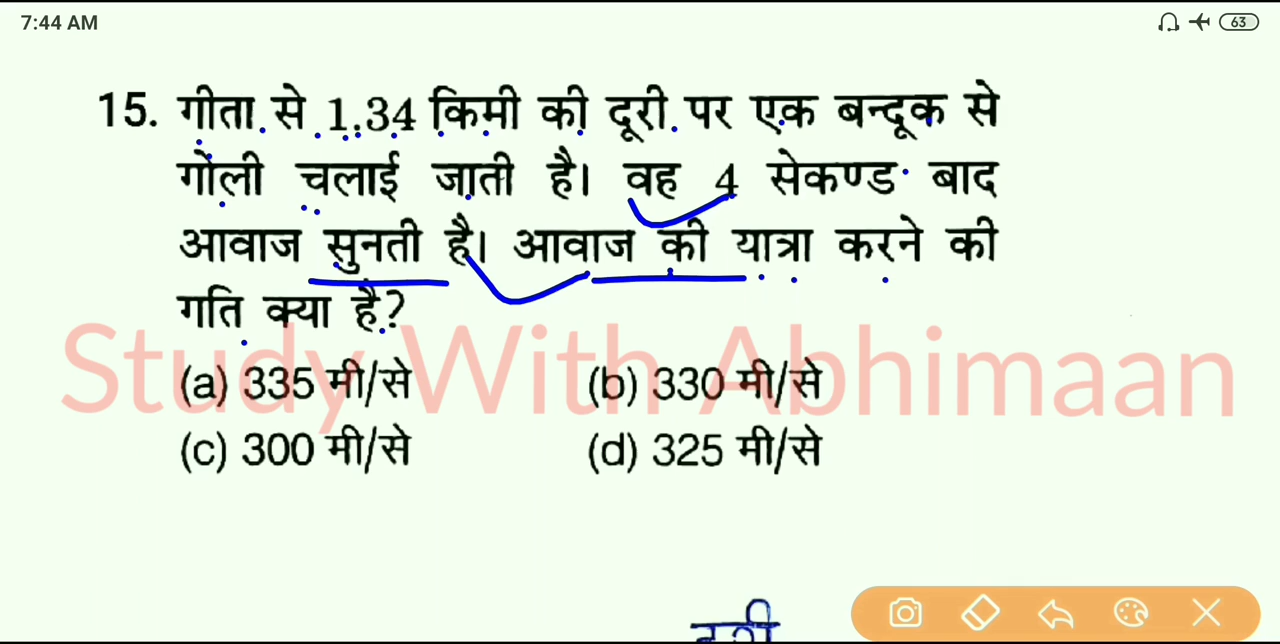 7:44 AM
63
15. गीता से 1.34 किमी की दूरी पर एक बन्दूक से
गोली चलाई जाती है। वह 4 सेकण्ड बाद
आवाज सुनती है। आवाज की यात्रा करने की
गति क्या है?
Study With Abhimaan
(a) 335 मी/से (b) 330 मी/से
(c) 300 मी/से (d) 325 मी/से